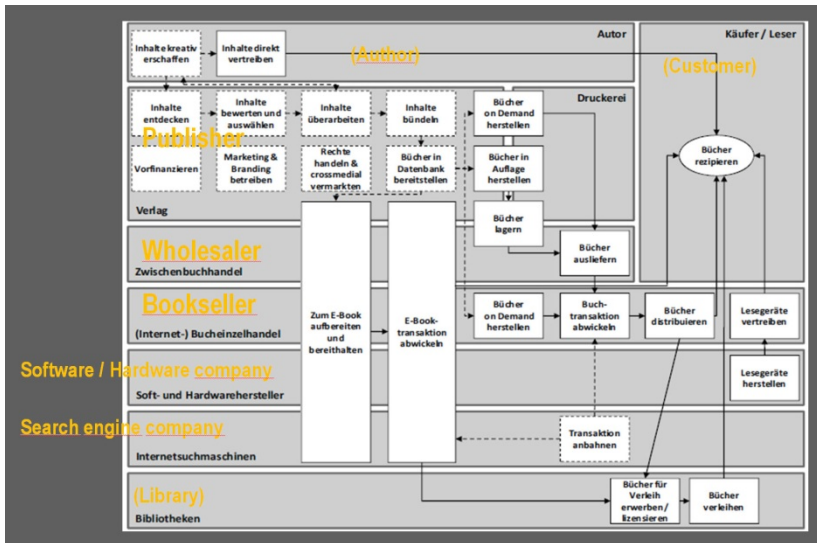 Autor
Käufer / Leser
Inhalte kreativ
erschaffen
Inhalte direkt
vertreiben
(Author)
(Customer)
Druckerei
Inhalte
entdecken
Inhalte
bewerten und
auswählen
Inhalte
überarbeiten
Inhalte
bündeln
Bücher
on Demand
herstellen
Publisher
Bücher
rezipieren
Vorfinanzieren
Marketing &
Branding
betreiben
Rechte
handeln &
crossmedial
vermarkten
Bücher in
Datenbank
bereitstellen
Bücher in
Auflage
herstellen
Verlag
Bücher
lagern
Wholesaler
Zwischenbuchhandel
Bücher
ausliefern
Bookseller
(Internet-) Bucheinzelhandel
Zum E-Book
aufbereiten
und
bereithalten
E-Book-
transaktion
abwickeln
Bücher
on Demand
herstellen
Buch-
transaktion
abwickeln
Bücher
distribuieren
Lesegeräte
vertreiben
Software / Hardware company
Soft- und Hardwarehersteller
Lesegeräte
herstellen
Search engine company
Internetsuchmaschinen
Transaktion
anbahnen
(Library)
Bibliotheken
Bücher für
Verleih
erwerben/
lizensieren
Bücher
verleihen